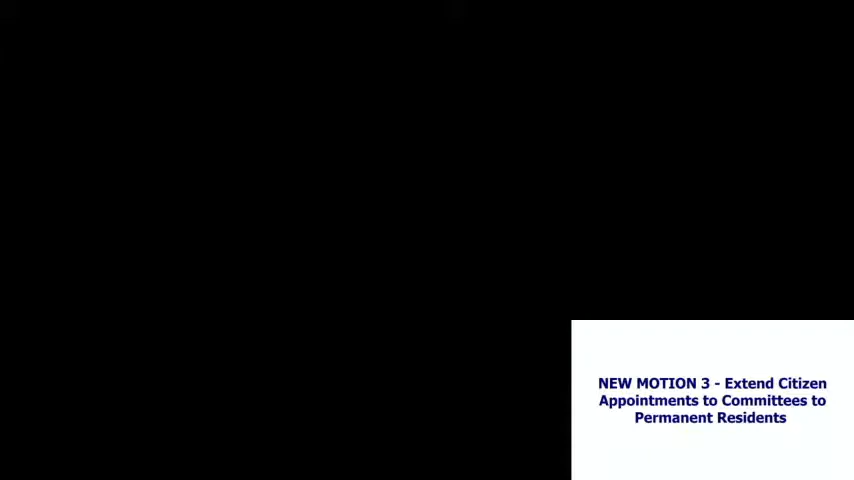 NEW MOTION 3 - Extend Citizen
Appointments to Committees to
Permanent Residents